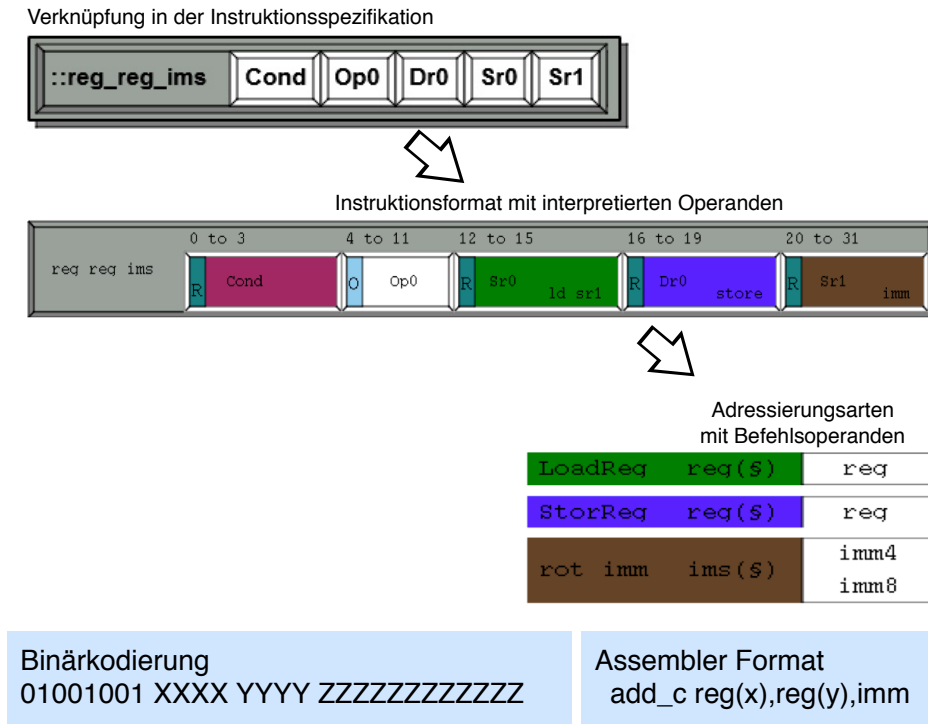 Verknüpfung in der Instruktionsspezifikation
::reg_reg_ims Cond Op0 Dr0 Sr0 Sr1
Instruktionsformat mit interpretierten Operanden
0 to 3 4 to 11 12 to 15 16 to 19 20 to 31
reg reg ims R Cond O Op0 R Sr0 ld sr1 R Dr0 store R Sr1 imm
Adressierungsarten
mit Befehlsoperanden
LoadReg reg(§) reg
StorReg reg(§) reg
rot imm ims(§) imm4
imm8
Binärkodierung
01001001 XXXX YYYY ZZZZZZZZZZZZ
Assembler Format
add_c reg(x),reg(y),imm